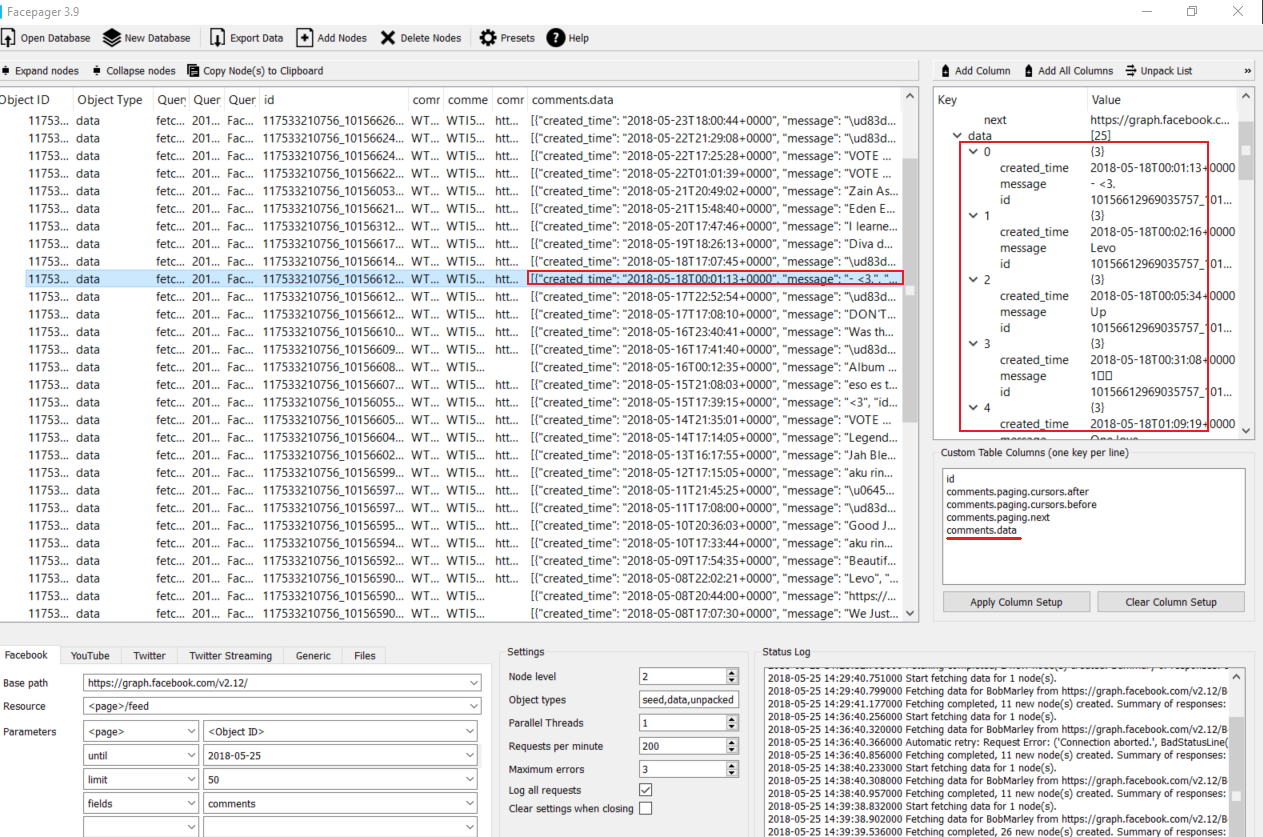 Facepager 3.9
Open Database New Database Export Data Add Nodes Delete Nodes Presets Help
Expand nodes Collapse nodes Copy Node(s) to Clipboard
Object ID Object Type Query Query Query id comr comme comr comments.data
11753... data fetc... 201... Fac... 117533210756_10156626... WT... WTI5... htt... [{"created_time": "2018-05-23T18:00:44+0000", "message": "\ud83d...
11753... data fetc... 201... Fac... 117533210756_10156624... WT... WTI5... htt... [{"created_time": "2018-05-22T21:29:08+0000", "message": "\ud83d...
11753... data fetc... 201... Fac... 117533210756_10156624... WT... WTI5... htt... [{"created_time": "2018-05-22T17:25:28+0000", "message": "VOTE ...
11753... data fetc... 201... Fac... 117533210756_10156624... WT... WTI5... htt... [{"created_time": "2018-05-22T01:01:39+0000", "message": "VOTE ...
11753... data fetc... 201... Fac... 117533210756_10156053... WT... WTI5... htt... [{"created_time": "2018-05-21T20:49:02+0000", "message": "Zain As...
11753... data fetc... 201... Fac... 117533210756_10156621... WT... WTI5... htt... [{"created_time": "2018-05-21T15:48:40+0000", "message": "Eden E...
11753... data fetc... 201... Fac... 117533210756_10156312... WT... WTI5... htt... [{"created_time": "2018-05-20T17:47:46+0000", "message": "I learne...
11753... data fetc... 201... Fac... 117533210756_10156617... WT... WTI5... htt... [{"created_time": "2018-05-19T18:26:13+0000", "message": "Diva d...
11753... data fetc... 201... Fac... 117533210756_10156614... WT... WTI5... htt... [{"created_time": "2018-05-18T17:07:45+0000", "message": "\ud83d...
11753... data fetc... 201... Fac... 117533210756_10156612... WT... WTI5... htt... [{"created_time": "2018-05-18T00:01:13+0000", "message": "- <3.", "...
11753... data fetc... 201... Fac... 117533210756_10156612... WT... WTI5... htt... [{"created_time": "2018-05-17T22:52:54+0000", "message": "\ud83d...
11753... data fetc... 201... Fac... 117533210756_10156612... WT... WTI5... htt... [{"created_time": "2018-05-17T17:08:10+0000", "message": "DON'T...
11753... data fetc... 201... Fac... 117533210756_10156610... WT... WTI5... htt... [{"created_time": "2018-05-16T23:40:41+0000", "message": "Was th...
11753... data fetc... 201... Fac... 117533210756_10156609... WT... WTI5... htt... [{"created_time": "2018-05-16T17:41:40+0000", "message": "\ud83d...
11753... data fetc... 201... Fac... 117533210756_10156608... WT... WTI5... [{"created_time": "2018-05-16T00:12:35+0000", "message": "Album ...
11753... data fetc... 201... Fac... 117533210756_10156607... WT... WTI5... htt... [{"created_time": "2018-05-15T21:08:03+0000", "message": "eso es t...
11753... data fetc... 201... Fac... 117533210756_10156055... WT... WTI5... htt... [{"created_time": "2018-05-15T17:39:15+0000", "message": "<3", "id...
11753... data fetc... 201... Fac... 117533210756_10156605... WT... WTI5... htt... [{"created_time": "2018-05-14T21:35:01+0000", "message": "VOTE ...
11753... data fetc... 201... Fac... 117533210756_10156604... WT... WTI5... htt... [{"created_time": "2018-05-14T17:14:05+0000", "message": "Legend...
11753... data fetc... 201... Fac... 117533210756_10156602... WT... WTI5... htt... [{"created_time": "2018-05-13T16:17:55+0000", "message": "Jah Ble...
11753... data fetc... 201... Fac... 117533210756_10156599... WT... WTI5... htt... [{"created_time": "2018-05-12T17:15:05+0000", "message": "aku rin...
11753... data fetc... 201... Fac... 117533210756_10156597... WT... WTI5... htt... [{"created_time": "2018-05-11T21:45:25+0000", "message": "\u0645...
11753... data fetc... 201... Fac... 117533210756_10156597... WT... WTI5... htt... [{"created_time": "2018-05-11T17:08:00+0000", "message": "\ud83d...
11753... data fetc... 201... Fac... 117533210756_10156595... WT... WTI5... htt... [{"created_time": "2018-05-10T20:36:03+0000", "message": "Good J...
11753... data fetc... 201... Fac... 117533210756_10156594... WT... WTI5... htt... [{"created_time": "2018-05-10T17:33:44+0000", "message": "aku rin...
11753... data fetc... 201... Fac... 117533210756_10156592... WT... WTI5... htt... [{"created_time": "2018-05-09T17:54:35+0000", "message": "Beautif...
11753... data fetc... 201... Fac... 117533210756_10156590... WT... WTI5... htt... [{"created_time": "2018-05-08T22:02:21+0000", "message": "Levo", "...
11753... data fetc... 201... Fac... 117533210756_10156590... WT... WTI5... [{"created_time": "2018-05-08T20:44:00+0000", "message": "https://...
11753... data fetc... 201... Fac... 117533210756_10156590... WT... WTI5... [{"created_time": "2018-05-08T17:07:30+0000", "message": "We Just...
Add Column Add All Columns Unpack List »
Key Value
next https://graph.facebook.c...
data [25]
0 {3}
created_time 2018-05-18T00:01:13+0000
message - <3.
id 10156612969035757_101...
1 {3}
created_time 2018-05-18T00:02:16+0000
message Levo
id 10156612969035757_101...
2 {3}
created_time 2018-05-18T00:05:34+0000
message Up
id 10156612969035757_101...
3 {3}
created_time 2018-05-18T00:31:08+0000
message 1
id 10156612969035757_101...
4 {3}
created_time 2018-05-18T01:09:19+0000
message One love
Custom Table Columns (one key per line)
id
comments.paging.cursors.after
comments.paging.cursors.before
comments.paging.next
comments.data
Apply Column Setup Clear Column Setup
Facebook YouTube Twitter Twitter Streaming Generic Files
Base path https://graph.facebook.com/v2.12/
Resource <page>/feed
Parameters <page> <Object ID>
until 2018-05-25
limit 50
fields comments
Settings
Node level 2
Object types seed,data,unpacked
Parallel Threads 1
Requests per minute 200
Maximum errors 3
Log all requests
Clear settings when closing
Status Log
2018-05-25 14:29:40.751000 Start fetching data for 1 node(s).
2018-05-25 14:29:40.799000 Fetching data for BobMarley from https://graph.facebook.com/v2.12/B
2018-05-25 14:29:41.177000 Fetching completed, 11 new node(s) created. Summary of responses:
2018-05-25 14:36:40.256000 Start fetching data for 1 node(s).
2018-05-25 14:36:40.320000 Fetching data for BobMarley from https://graph.facebook.com/v2.12/B
2018-05-25 14:36:40.366000 Automatic retry: Request Error: ('Connection aborted.', BadStatusLine(
2018-05-25 14:36:40.856000 Fetching completed, 11 new node(s) created. Summary of responses:
2018-05-25 14:38:40.233000 Start fetching data for 1 node(s).
2018-05-25 14:38:40.308000 Fetching data for BobMarley from https://graph.facebook.com/v2.12/B
2018-05-25 14:38:40.957000 Fetching completed, 11 new node(s) created. Summary of responses:
2018-05-25 14:39:38.832000 Start fetching data for 1 node(s).
2018-05-25 14:39:38.902000 Fetching data for BobMarley from https://graph.facebook.com/v2.12/B
2018-05-25 14:39:39.536000 Fetching completed, 26 new node(s) created. Summary of responses: